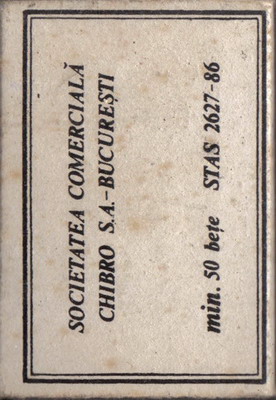 SOCIETATEA COMERCIALĂ
CHIBRO S.A.-BUCUREȘTI
min. 50 bețe STAS 2627-86